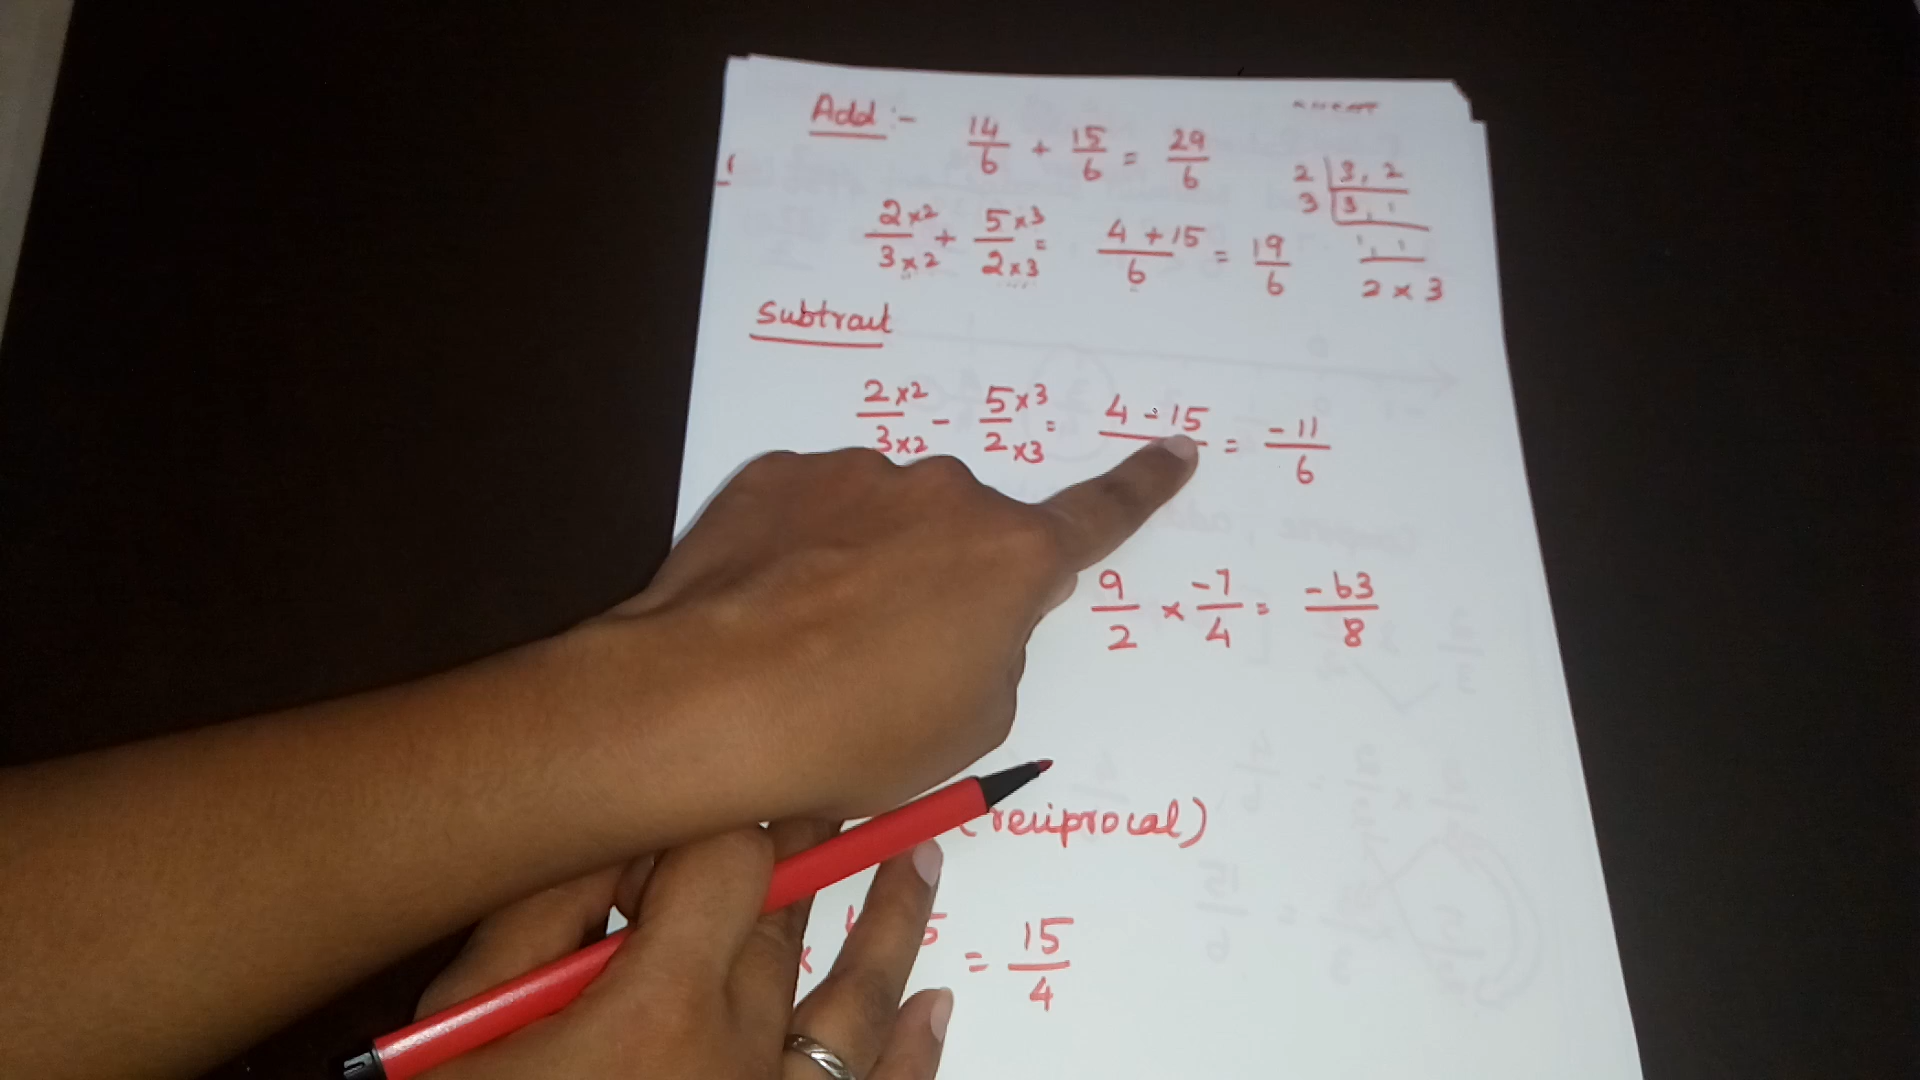 Add :- 14/6 + 15/6 = 29/6
2 | 3, 2
3 | 3, 1
1, 1
2 x 3
2x2/3x2 + 5x3/2x3 = 4 + 15/6 = 19/6
Subtract
2x2/3x2 - 5x3/2x3 = 4 - 15 = -11/6
9/2 x -7/4 = -63/8
(reciprocal)
x 5 = 15/4